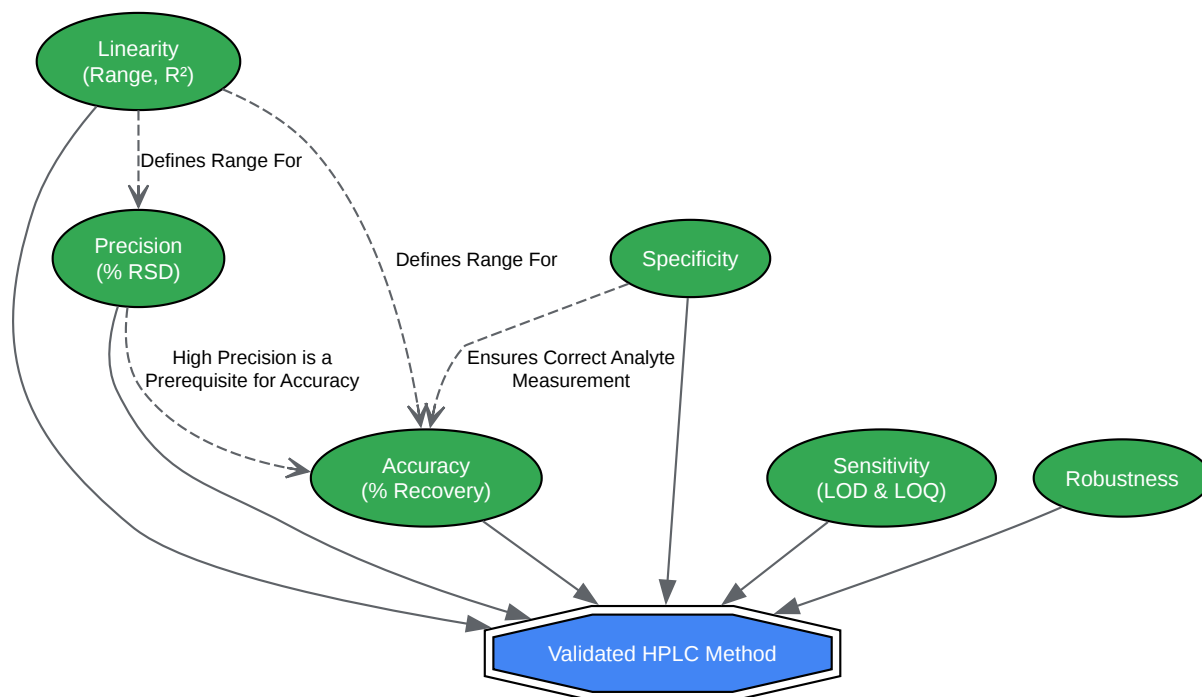 Linearity
(Range, R²)
Defines Range For
Precision
(% RSD)
Defines Range For
Specificity
High Precision is a
Prerequisite for Accuracy
Ensures Correct Analyte
Measurement
Accuracy
(% Recovery)
Sensitivity
(LOD & LOQ)
Robustness
Validated HPLC Method